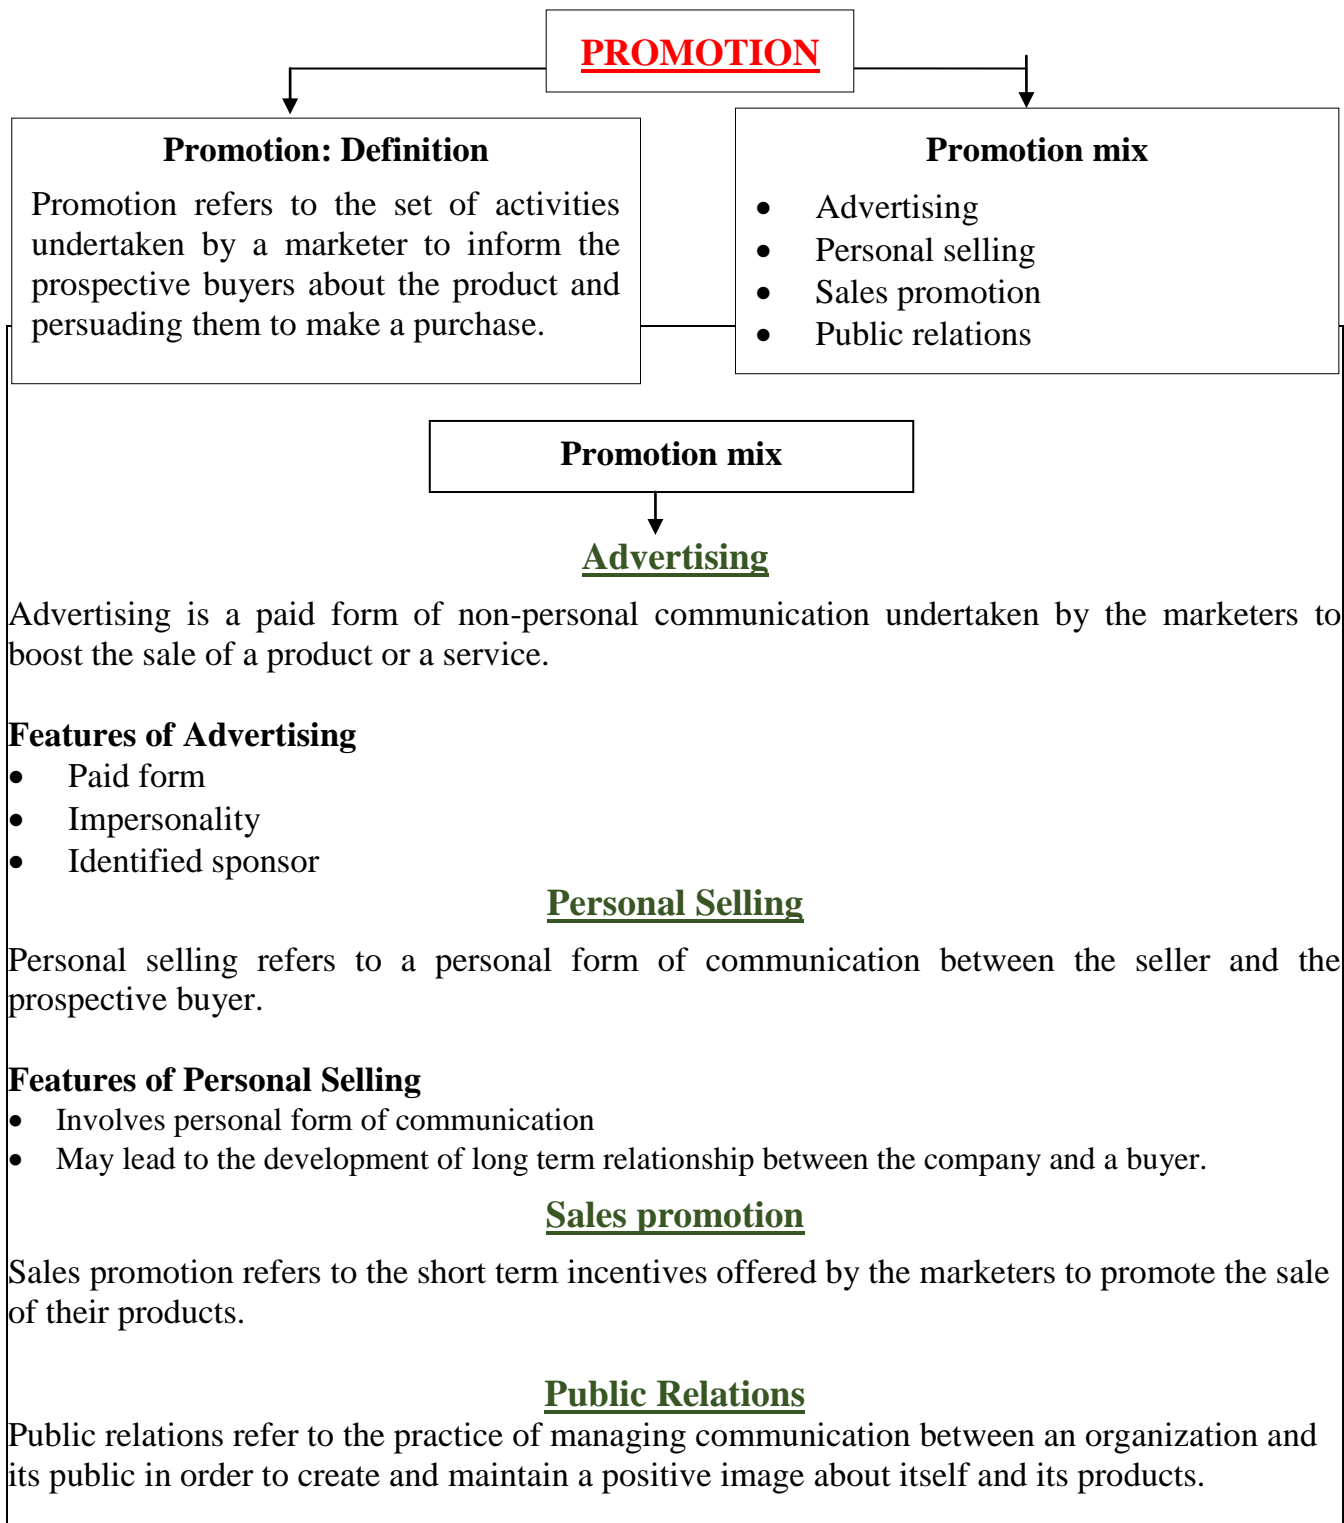 PROMOTION
Promotion: Definition
Promotion refers to the set of activities
undertaken by a marketer to inform the
prospective buyers about the product and
persuading them to make a purchase.
Promotion mix
• Advertising
• Personal selling
• Sales promotion
• Public relations
Promotion mix
Advertising
Advertising is a paid form of non-personal communication undertaken by the marketers to
boost the sale of a product or a service.
Features of Advertising
• Paid form
• Impersonality
• Identified sponsor
Personal Selling
Personal selling refers to a personal form of communication between the seller and the
prospective buyer.
Features of Personal Selling
• Involves personal form of communication
• May lead to the development of long term relationship between the company and a buyer.
Sales promotion
Sales promotion refers to the short term incentives offered by the marketers to promote the sale
of their products.
Public Relations
Public relations refer to the practice of managing communication between an organization and
its public in order to create and maintain a positive image about itself and its products.